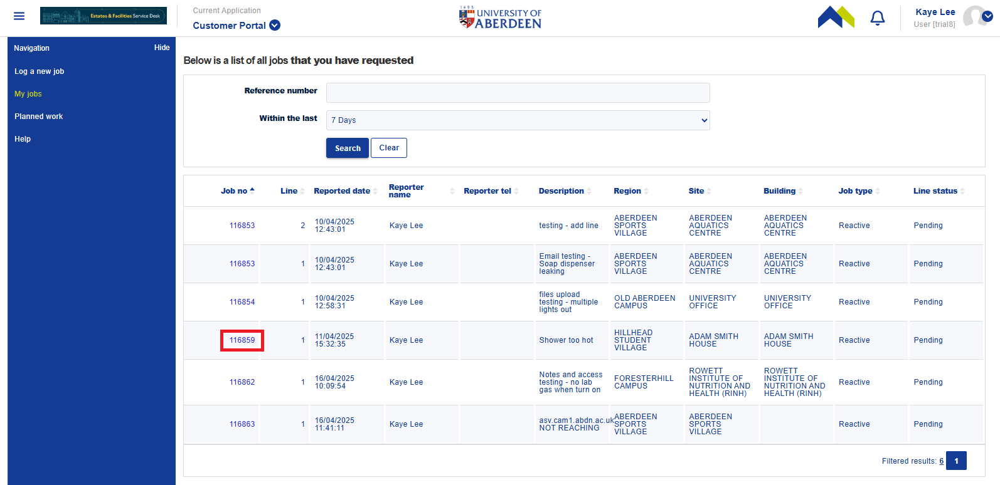 Estates & Facilities Service Desk
Current Application
Customer Portal
1495
UNIVERSITY OF
ABERDEEN
Kaye Lee
User [trial8]
Navigation
Hide
Log a new job
My jobs
Planned work
Help
Below is a list of all jobs that you have requested
Reference number
Within the last
7 Days
Search
Clear
Job no Line Reported date Reporter name Reporter tel Description Region Site Building Job type Line status
116853 2 10/04/2025 12:43:01 Kaye Lee testing - add line ABERDEEN SPORTS VILLAGE ABERDEEN AQUATICS CENTRE ABERDEEN AQUATICS CENTRE Reactive Pending
116853 1 10/04/2025 12:43:01 Kaye Lee Email testing - Soap dispenser leaking ABERDEEN SPORTS VILLAGE ABERDEEN AQUATICS CENTRE ABERDEEN AQUATICS CENTRE Reactive Pending
116854 1 10/04/2025 12:58:31 Kaye Lee files upload testing - multiple lights out OLD ABERDEEN CAMPUS UNIVERSITY OFFICE UNIVERSITY OFFICE Reactive Pending
116859 1 11/04/2025 15:32:35 Kaye Lee Shower too hot HILLHEAD STUDENT VILLAGE ADAM SMITH HOUSE ADAM SMITH HOUSE Reactive Pending
116862 1 16/04/2025 10:09:54 Kaye Lee Notes and access testing - no lab gas when turn on FORESTERHILL CAMPUS ROWETT INSTITUTE OF NUTRITION AND HEALTH (RINH) ROWETT INSTITUTE OF NUTRITION AND HEALTH (RINH) Reactive Pending
116863 1 16/04/2025 11:41:11 Kaye Lee asv.cam1.abdn.ac.uk NOT REACHING ABERDEEN SPORTS VILLAGE ABERDEEN SPORTS VILLAGE Reactive Pending
Filtered results: 6 1